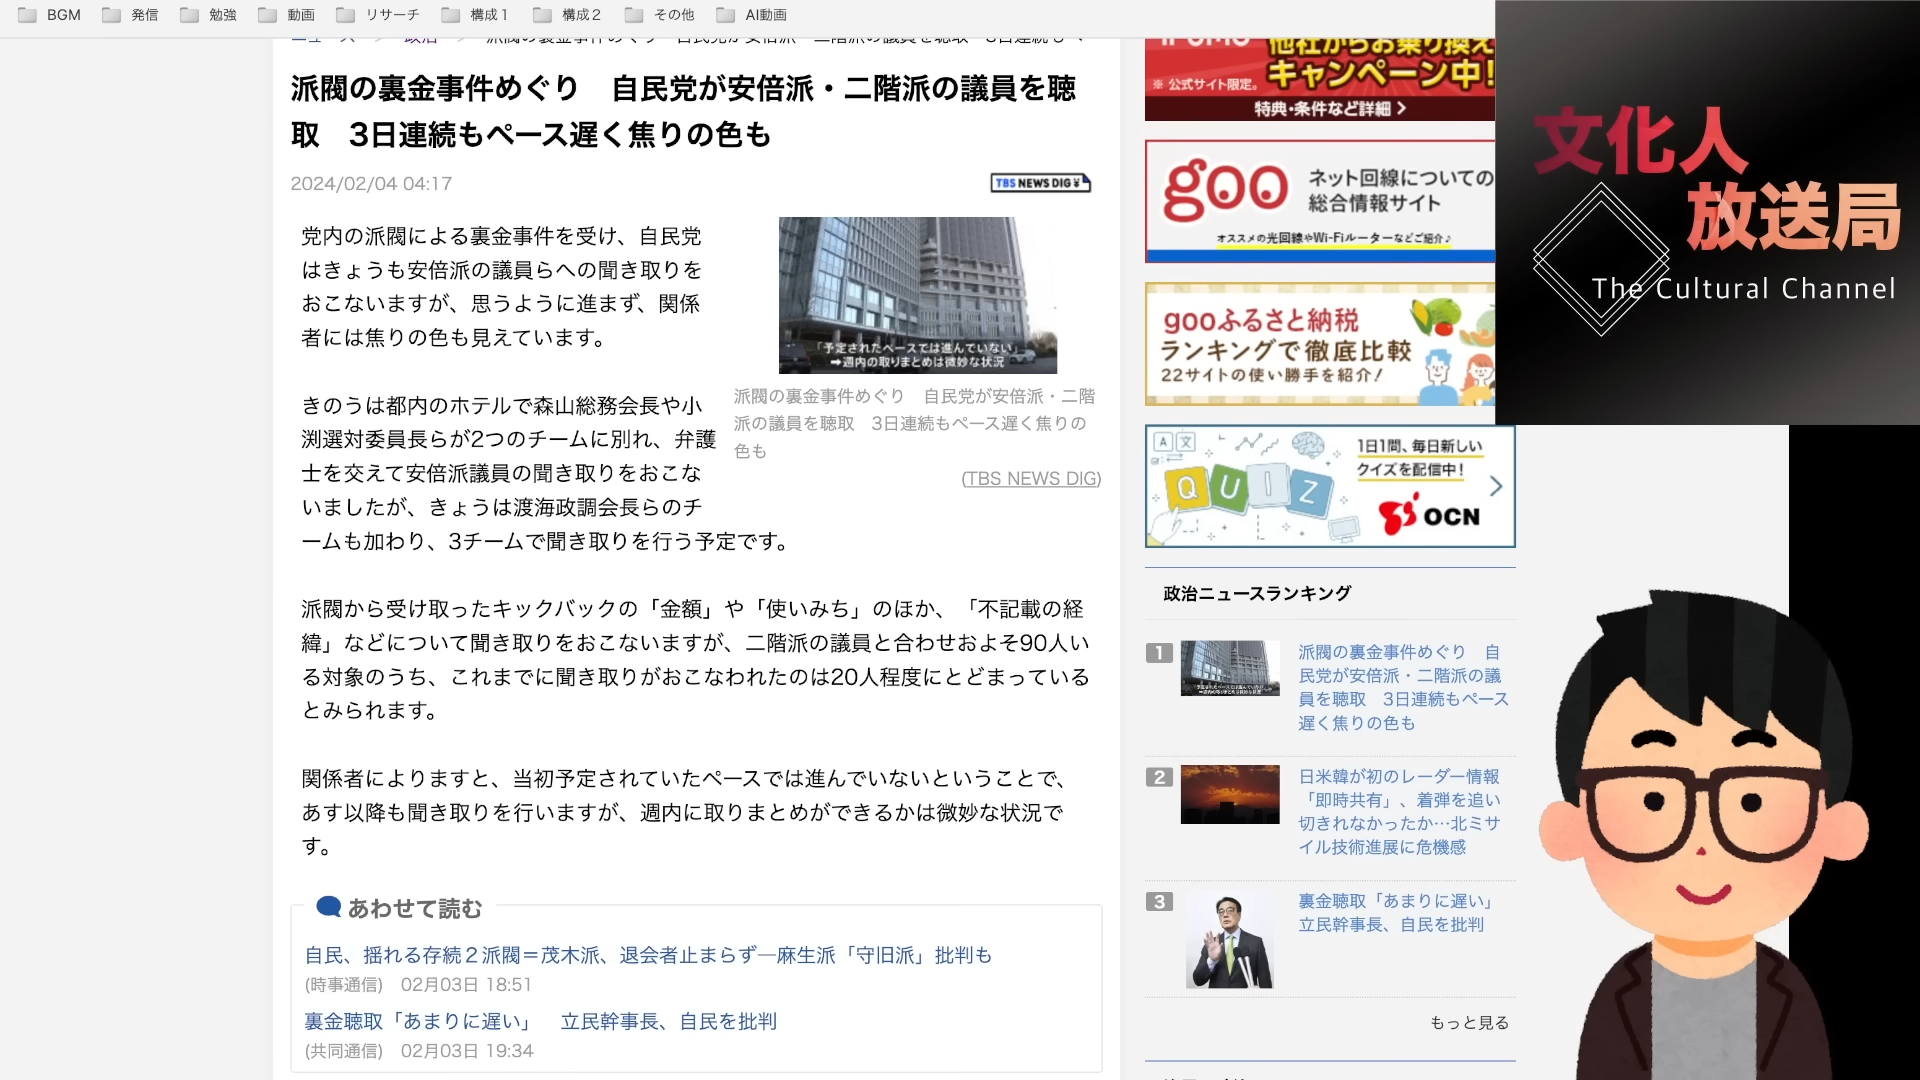 BGM
発信
勉強
動画
リサーチ
構成1
構成2
その他
AI動画
派閥の裏金事件めぐり　自民党が安倍派・二階派の議員を聴
取　3日連続もペース遅く焦りの色も
2024/02/04 04:17
TBS NEWS DIG
党内の派閥による裏金事件を受け、自民党
はきょうも安倍派の議員らへの聞き取りを
おこないますが、思うように進まず、関係
者には焦りの色も見えています。
「予定されたペースでは進んでいない」
➡週内の取りまとめは微妙な状況
派閥の裏金事件めぐり　自民党が安倍派・二階
派の議員を聴取　3日連続もペース遅く焦りの
色も
(TBS NEWS DIG)
きのうは都内のホテルで森山総務会長や小
渕選対委員長らが2つのチームに別れ、弁護
士を交えて安倍派議員の聞き取りをおこな
いましたが、きょうは渡海政調会長らのチ
ームも加わり、3チームで聞き取りを行う予定です。
派閥から受け取ったキックバックの「金額」や「使いみち」のほか、「不記載の経
緯」などについて聞き取りをおこないますが、二階派の議員と合わせおよそ90人い
る対象のうち、これまでに聞き取りがおこなわれたのは20人程度にとどまっている
とみられます。
関係者によりますと、当初予定されていたペースでは進んでいないということで、
あす以降も聞き取りを行いますが、週内に取りまとめができるかは微妙な状況で
す。
あわせて読む
自民、揺れる存続２派閥＝茂木派、退会者止まらず―麻生派「守旧派」批判も
(時事通信)　02月03日 18:51
裏金聴取「あまりに遅い」　立民幹事長、自民を批判
(共同通信)　02月03日 19:34
他社からお乗り換え
キャンペーン中!
※ 公式サイト限定。
特典・条件など詳細 >
goo
ネット回線についての
総合情報サイト
オススメの光回線やWi-Fiルーターなどご紹介♪
gooふるさと納税
ランキングで徹底比較
22サイトの使い勝手を紹介!
A 文
QUIZ
1日1問、毎日新しい
クイズを配信中!
OCN
政治ニュースランキング
1
派閥の裏金事件めぐり　自
民党が安倍派・二階派の議
員を聴取　3日連続もペース
遅く焦りの色も
2
日米韓が初のレーダー情報
「即時共有」、着弾を追い
切きれなかったか…北ミサ
イル技術進展に危機感
3
裏金聴取「あまりに遅い」
立民幹事長、自民を批判
もっと見る
文化人
放送局
The Cultural Channel